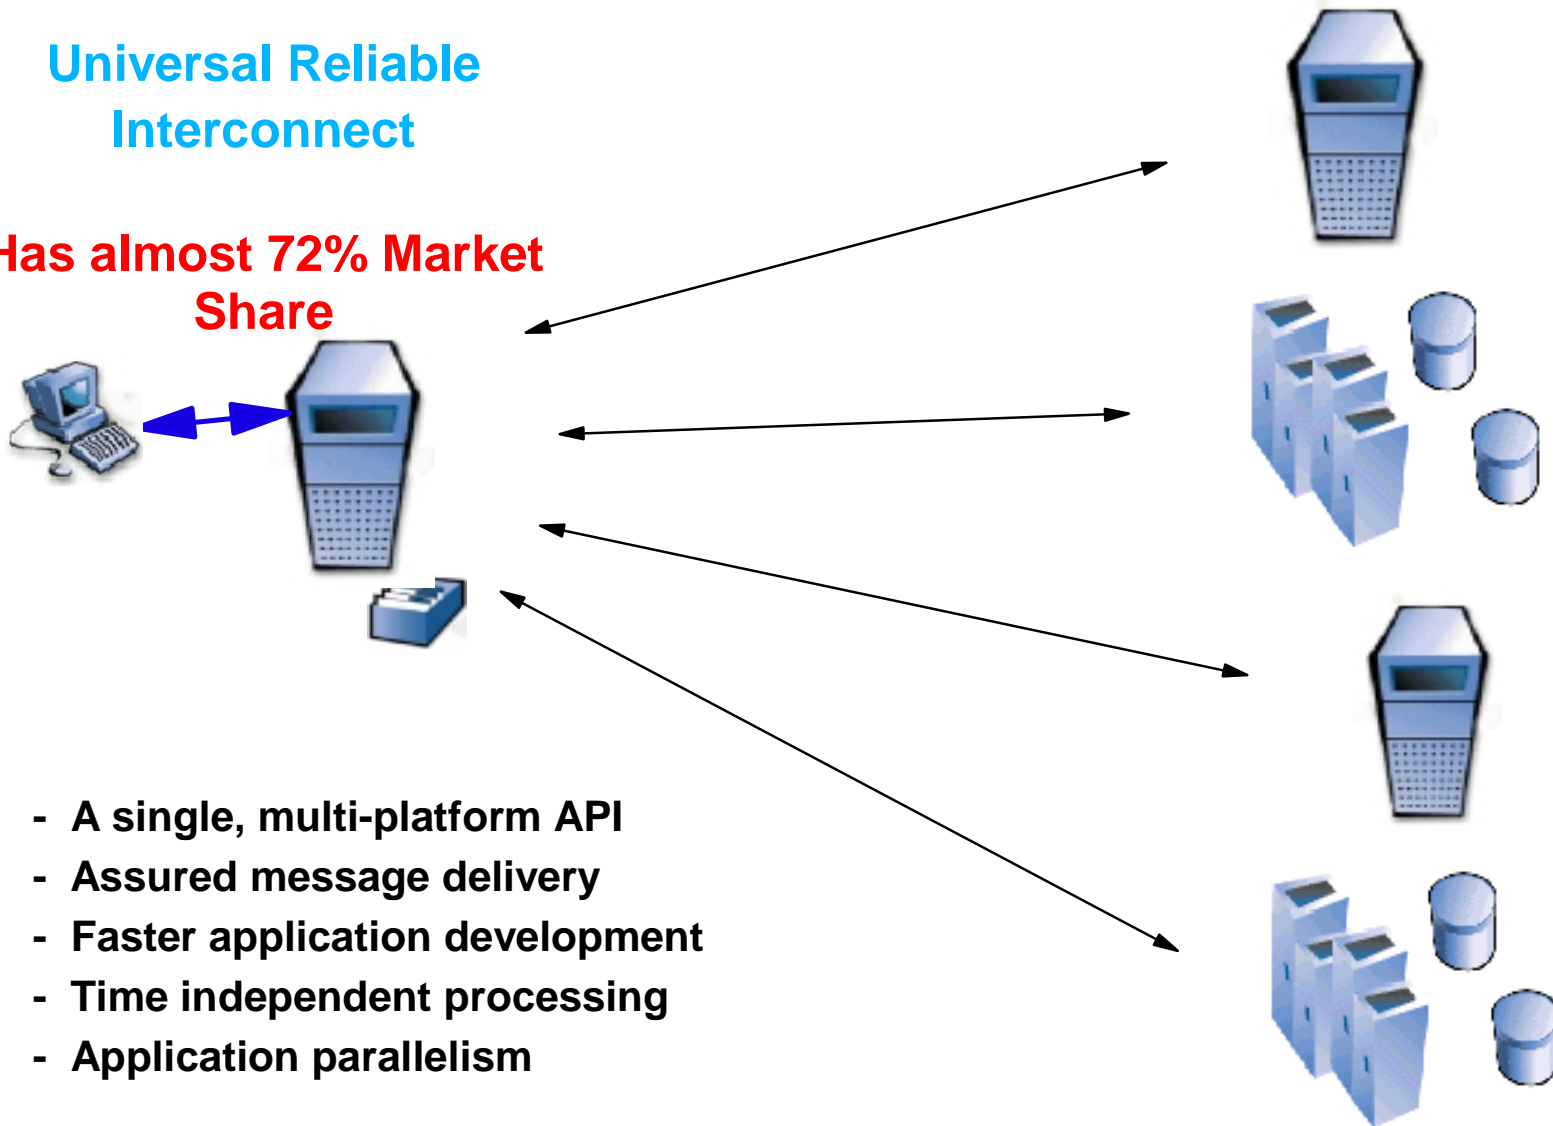 Universal Reliable
Interconnect
Has almost 72% Market
Share
- A single, multi-platform API
- Assured message delivery
- Faster application development
- Time independent processing
- Application parallelism